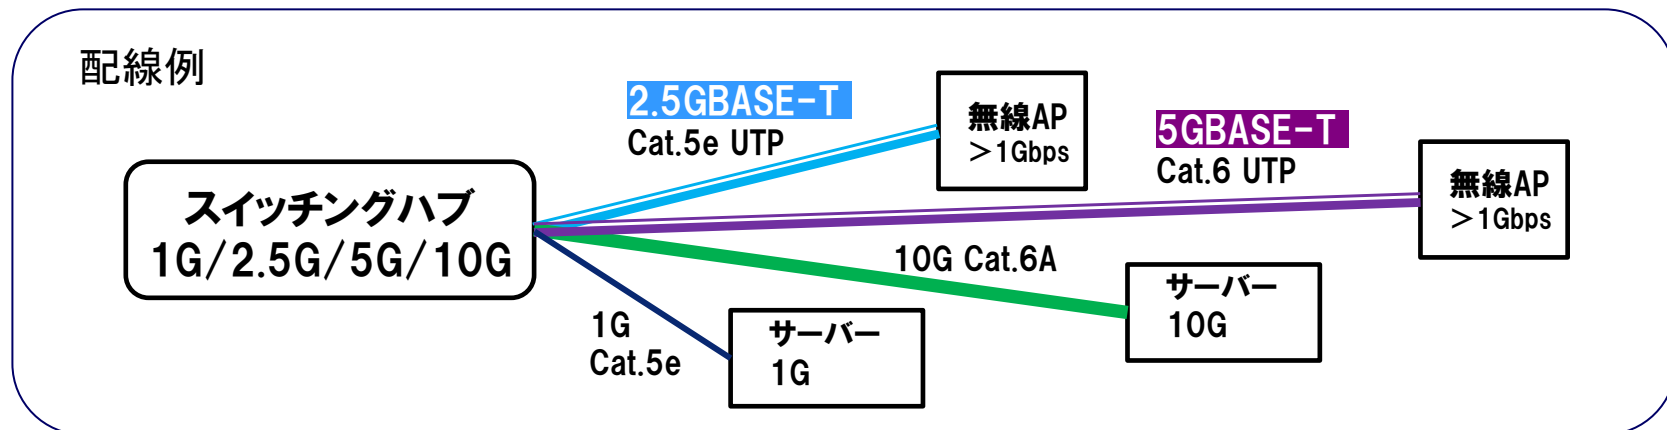 配線例
2.5GBASE-T
Cat.5e UTP
無線AP
＞1Gbps
5GBASE-T
Cat.6 UTP
無線AP
＞1Gbps
スイッチングハブ
1G/2.5G/5G/10G
10G Cat.6A
サーバー
10G
1G
Cat.5e
サーバー
1G